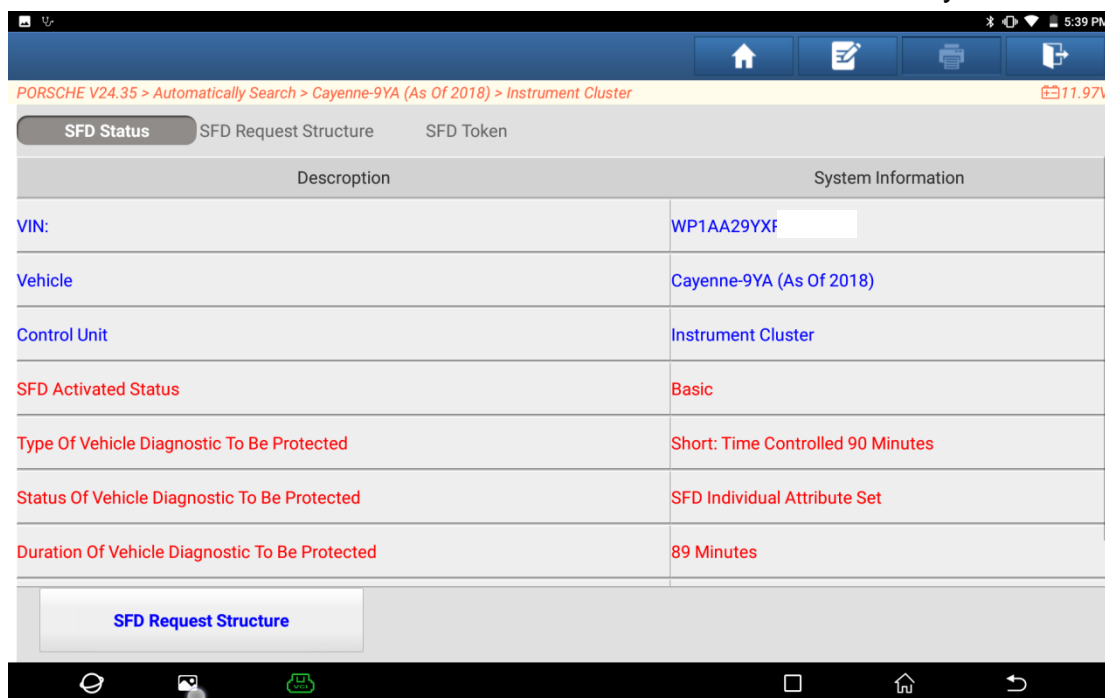 5:39 PM
PORSCHE V24.35 > Automatically Search > Cayenne-9YA (As Of 2018) > Instrument Cluster 11.97V
SFD Status SFD Request Structure SFD Token
Descroption System Information
VIN: WP1AA29YX
Vehicle Cayenne-9YA (As Of 2018)
Control Unit Instrument Cluster
SFD Activated Status Basic
Type Of Vehicle Diagnostic To Be Protected Short: Time Controlled 90 Minutes
Status Of Vehicle Diagnostic To Be Protected SFD Individual Attribute Set
Duration Of Vehicle Diagnostic To Be Protected 89 Minutes
SFD Request Structure
VCI